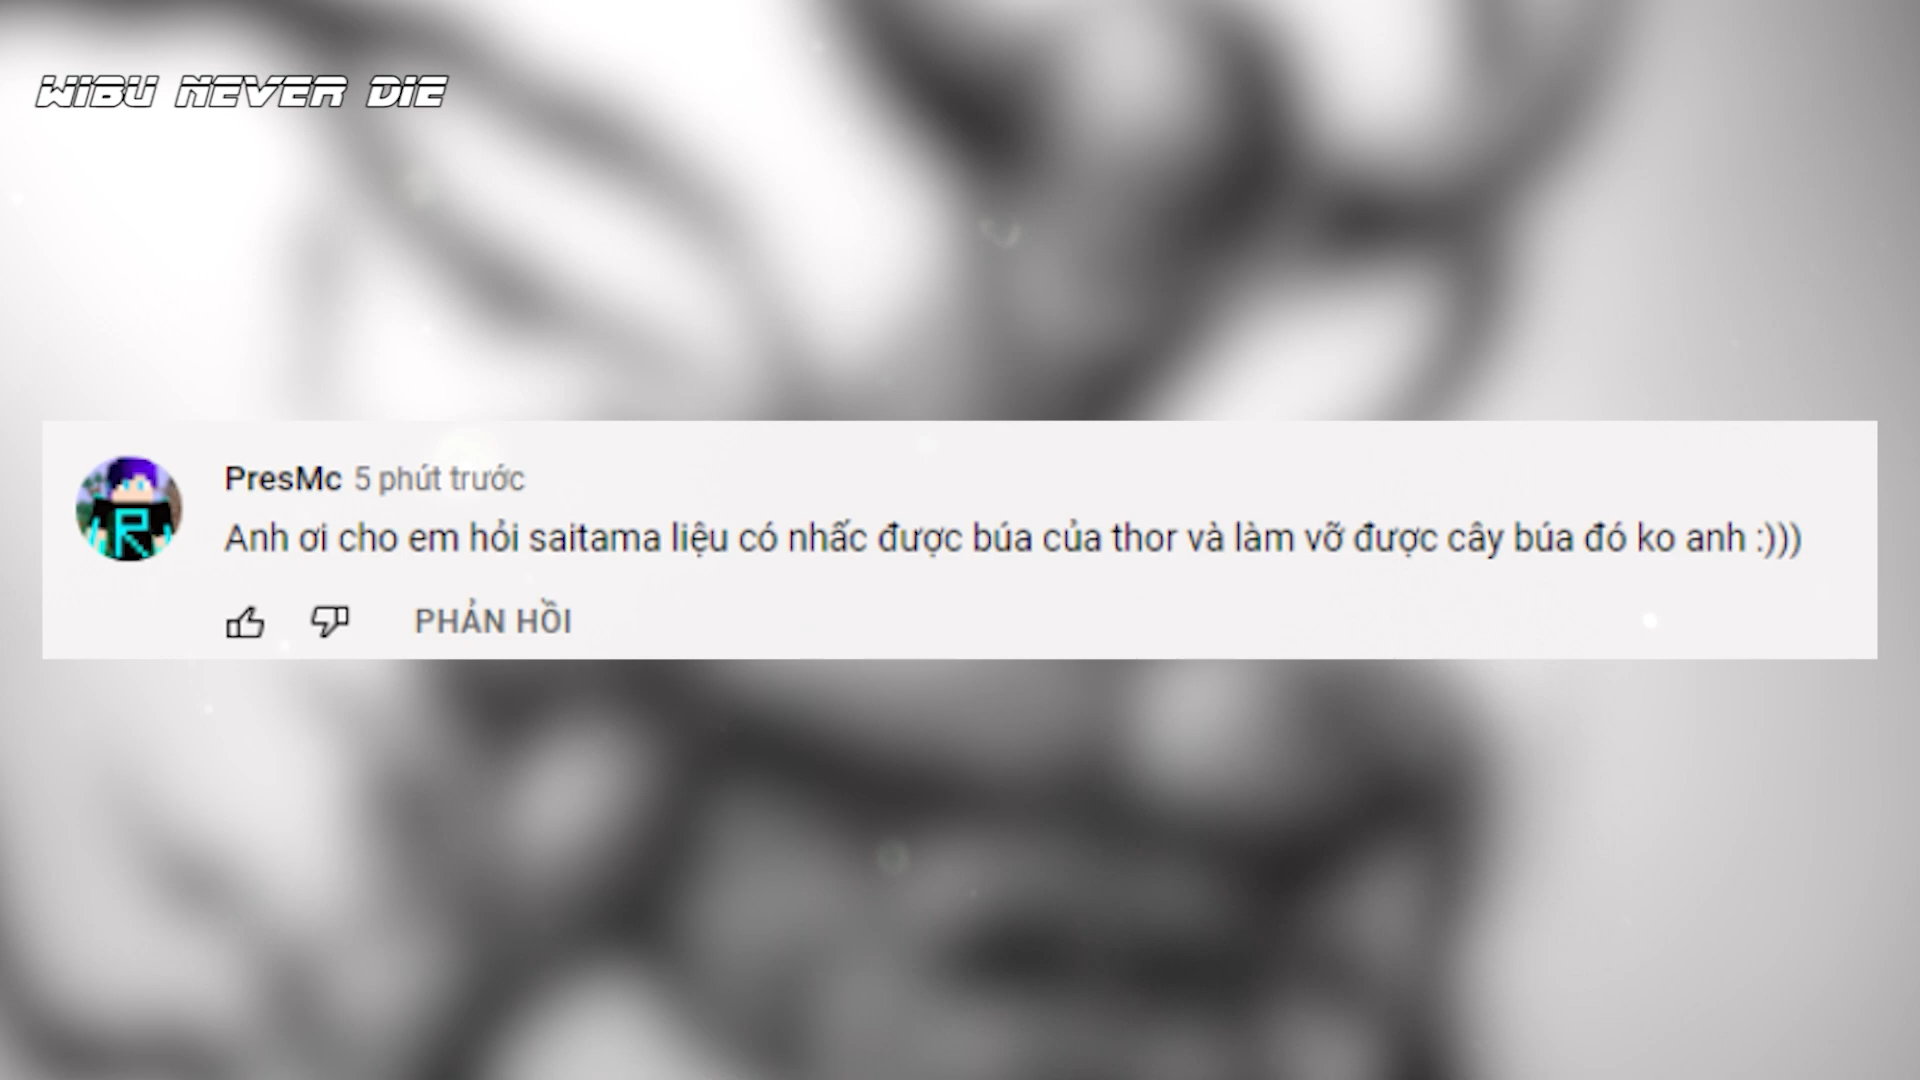 WIBU NEVER DIE
PresMc 5 phút trước
Anh ơi cho em hỏi saitama liệu có nhấc được búa của thor và làm vỡ được cây búa đó ko anh :)))
PHẢN HỒI